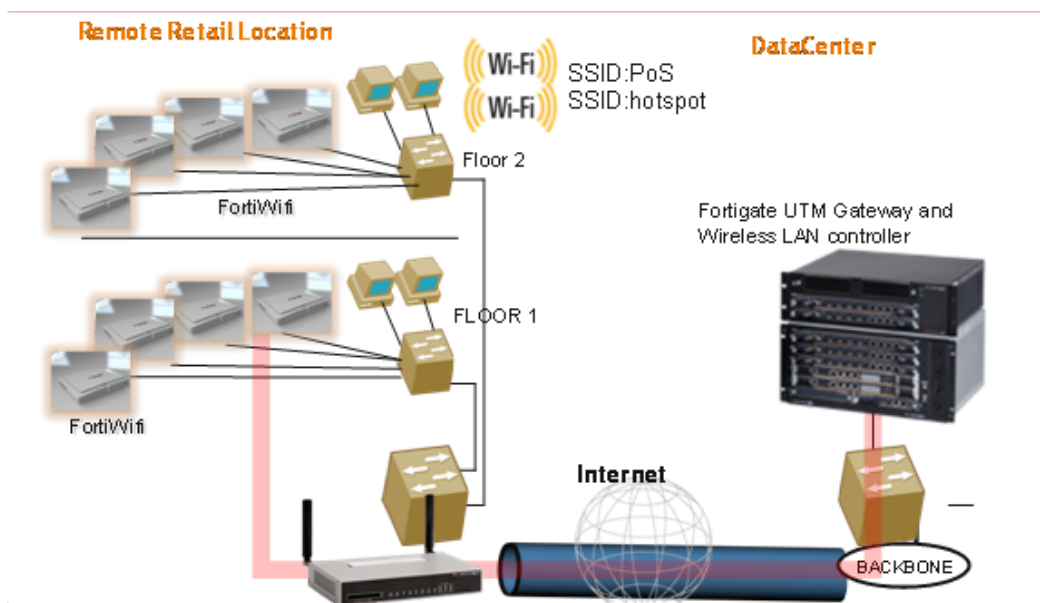 Remote Retail Location
DataCenter
Wi-Fi
SSID:PoS
Wi-Fi
SSID:hotspot
Floor 2
FortiWifi
Fortigate UTM Gateway and
Wireless LAN controller
FLOOR 1
FortiWifi
Internet
BACKBONE